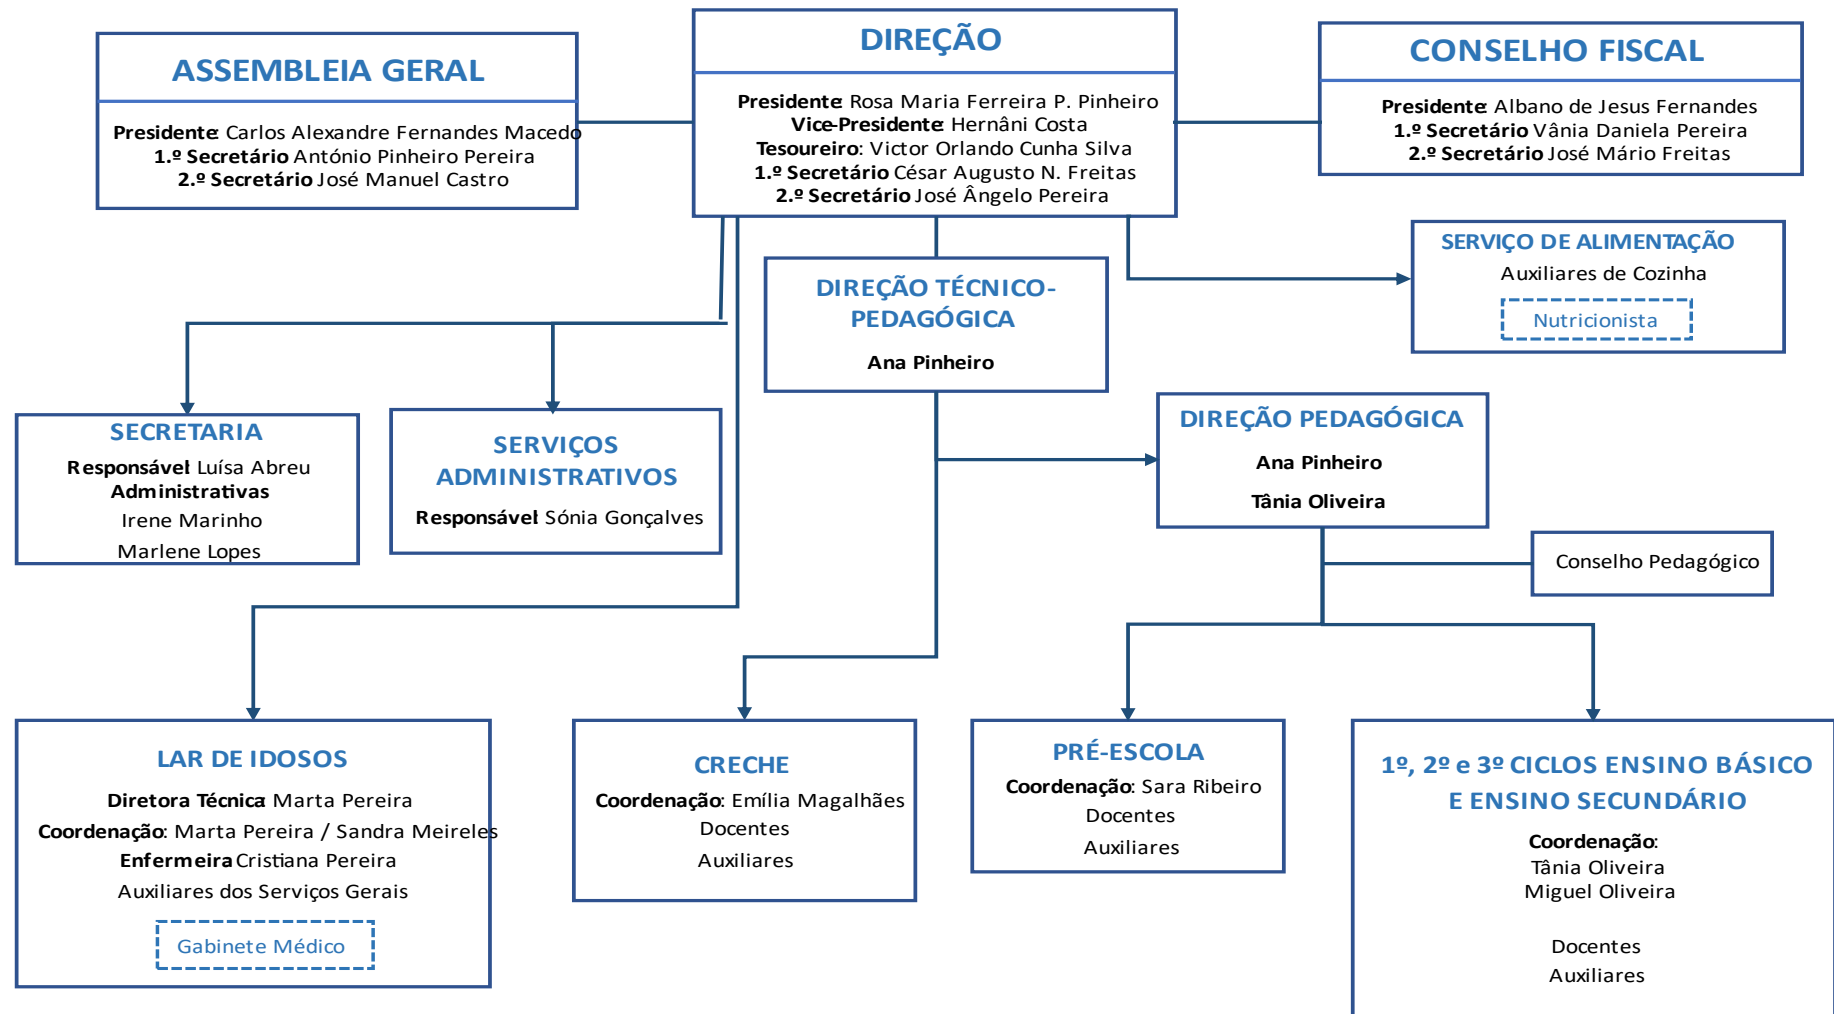 ASSEMBLEIA GERAL
Presidente: Carlos Alexandre Fernandes Macedo
1.º Secretário António Pinheiro Pereira
2.º Secretário José Manuel Castro
DIREÇÃO
Presidente: Rosa Maria Ferreira P. Pinheiro
Vice-Presidente: Hernâni Costa
Tesoureiro: Victor Orlando Cunha Silva
1.º Secretário César Augusto N. Freitas
2.º Secretário José Ângelo Pereira
CONSELHO FISCAL
Presidente: Albano de Jesus Fernandes
1.º Secretário Vânia Daniela Pereira
2.º Secretário José Mário Freitas
SERVIÇO DE ALIMENTAÇÃO
Auxiliares de Cozinha
Nutricionista
DIREÇÃO TÉCNICO-
PEDAGÓGICA
Ana Pinheiro
SECRETARIA
Responsável: Luísa Abreu
Administrativas
Irene Marinho
Marlene Lopes
SERVIÇOS
ADMINISTRATIVOS
Responsável: Sónia Gonçalves
DIREÇÃO PEDAGÓGICA
Ana Pinheiro
Tânia Oliveira
Conselho Pedagógico
LAR DE IDOSOS
Diretora Técnica: Marta Pereira
Coordenação: Marta Pereira / Sandra Meireles
Enfermeira Cristiana Pereira
Auxiliares dos Serviços Gerais
Gabinete Médico
CRECHE
Coordenação: Emília Magalhães
Docentes
Auxiliares
PRÉ-ESCOLA
Coordenação: Sara Ribeiro
Docentes
Auxiliares
1º, 2º e 3º CICLOS ENSINO BÁSICO
E ENSINO SECUNDÁRIO
Coordenação:
Tânia Oliveira
Miguel Oliveira
Docentes
Auxiliares